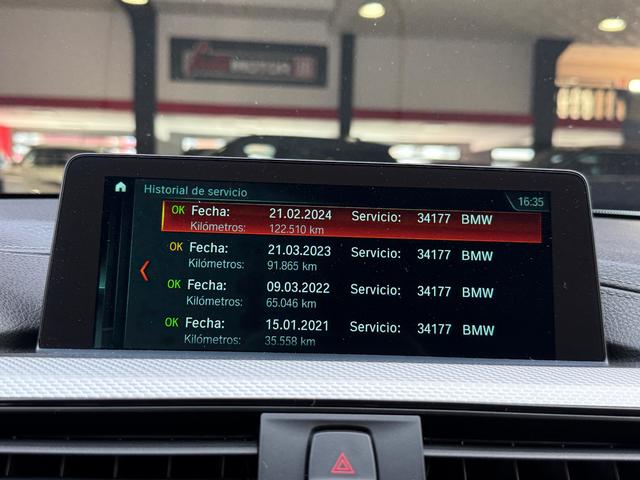 MOTOR
Historial de servicio
16:35
OK Fecha: 21.02.2024 Servicio: 34177 BMW
Kilómetros: 122.510 km
OK Fecha: 21.03.2023 Servicio: 34177 BMW
Kilómetros: 91.865 km
OK Fecha: 09.03.2022 Servicio: 34177 BMW
Kilómetros: 65.046 km
OK Fecha: 15.01.2021 Servicio: 34177 BMW
Kilómetros: 35.558 km